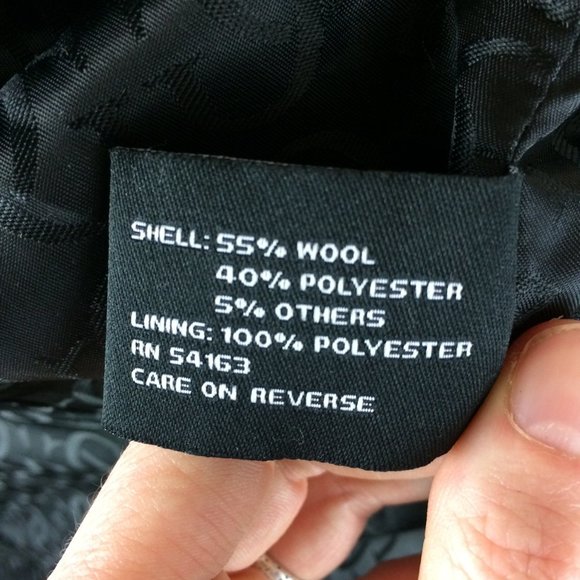 SHELL: 55% WOOL
40% POLYESTER
5% OTHERS
LINING: 100% POLYESTER
RN 54163
CARE ON REVERSE